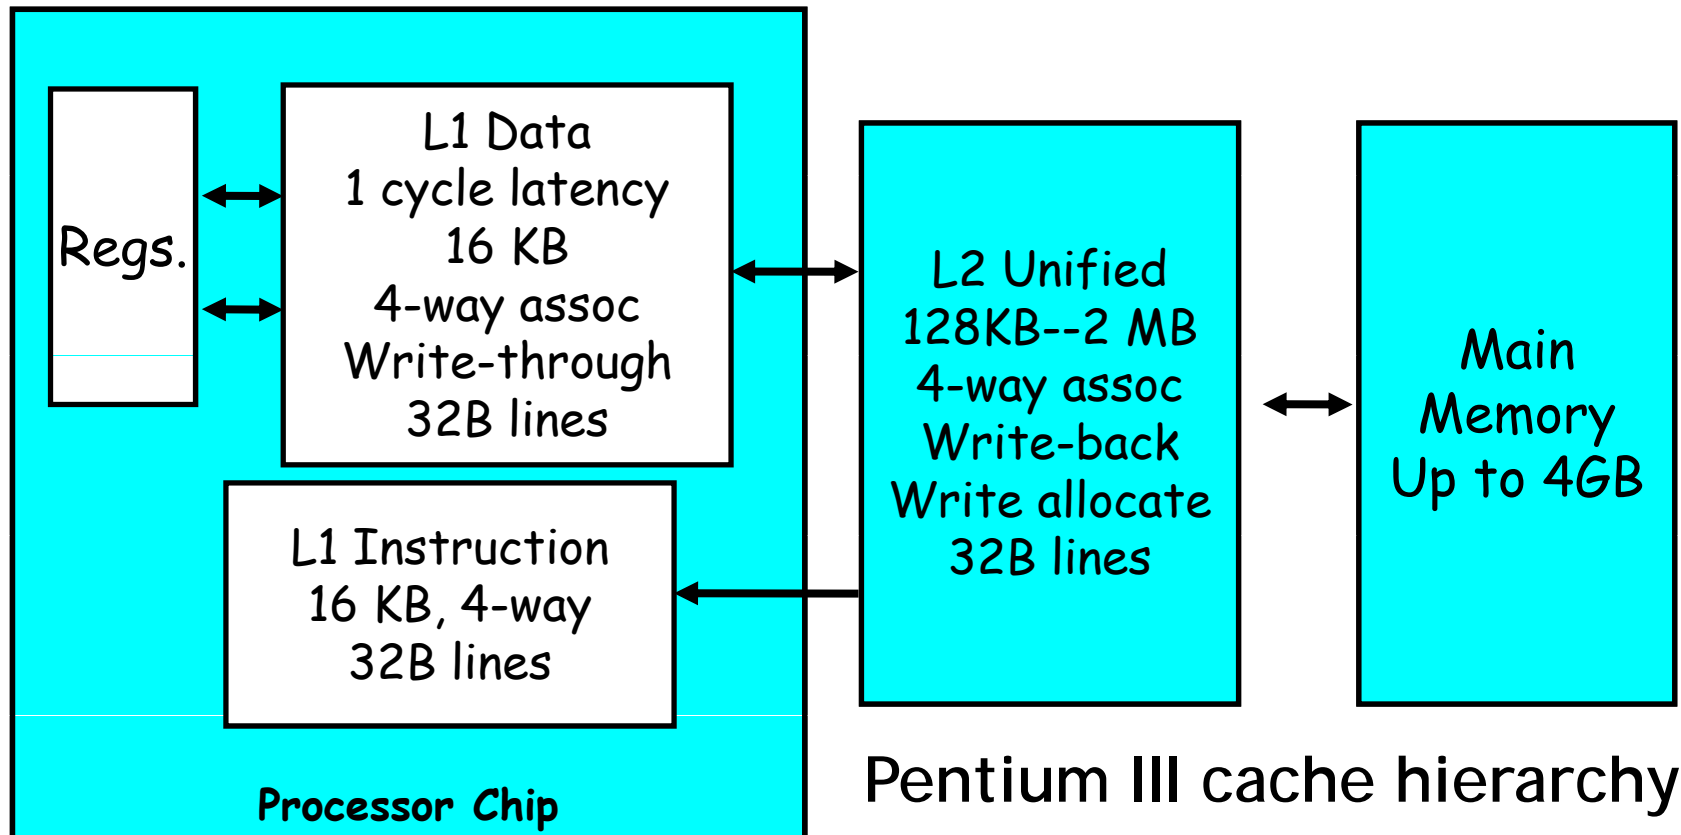 Regs.
L1 Data
1 cycle latency
16 KB
4-way assoc
Write-through
32B lines
L1 Instruction
16 KB, 4-way
32B lines
Processor Chip
L2 Unified
128KB--2 MB
4-way assoc
Write-back
Write allocate
32B lines
Main
Memory
Up to 4GB
Pentium III cache hierarchy